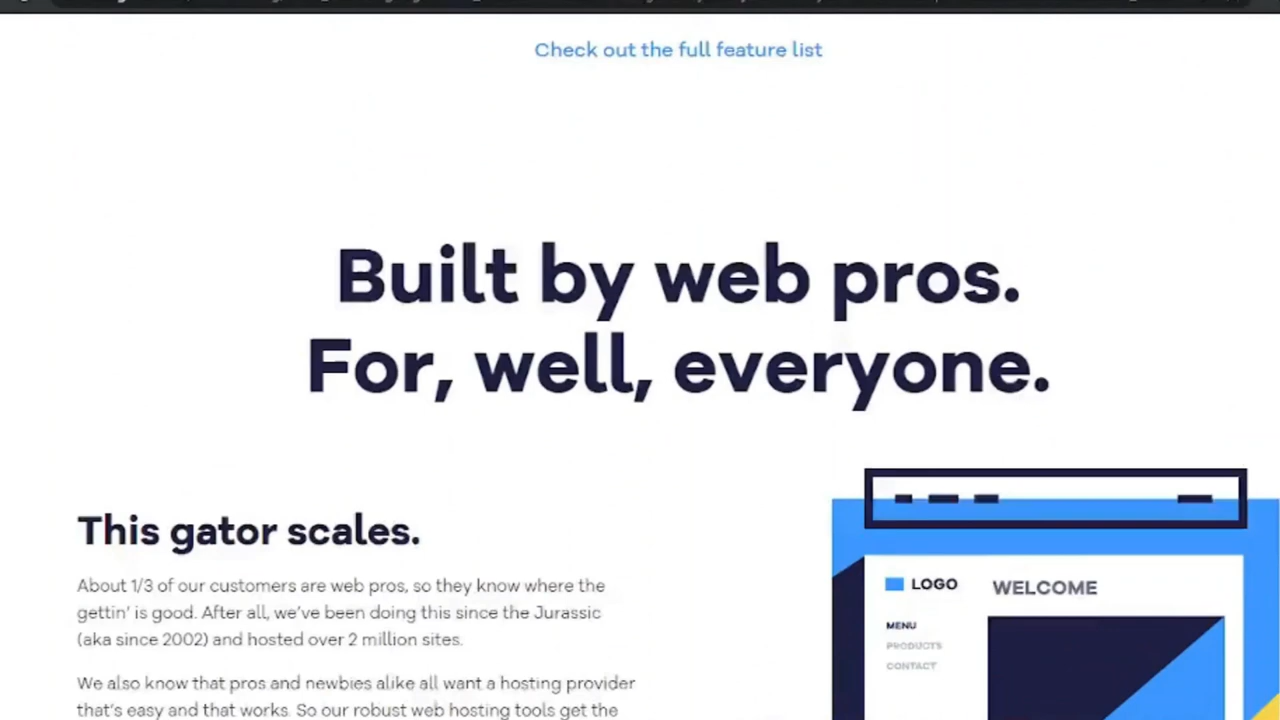 Check out the full feature list
Built by web pros.
For, well, everyone.
This gator scales.
About 1/3 of our customers are web pros, so they know where the
gettin' is good. After all, we've been doing this since the Jurassic
(aka since 2002) and hosted over 2 million sites.
We also know that pros and newbies alike all want a hosting provider
that's easy and that works. So our robust web hosting tools get the
LOGO
WELCOME
MENU
PRODUCTS
CONTACT